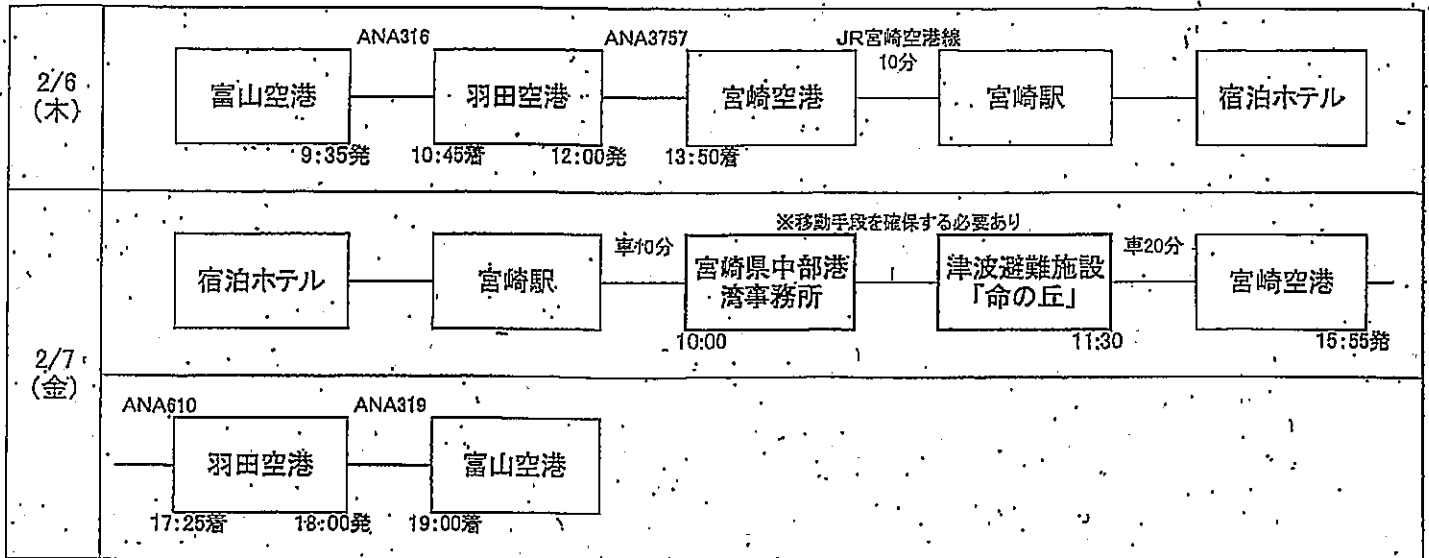 2/6
(木)
ANA316
ANA3757
JR宮崎空港線
10分
富山空港
羽田空港
宮崎空港
宮崎駅
宿泊ホテル
9:35発
10:45着
12:00発
13:50着
2/7
(金)
※移動手段を確保する必要あり
車10分
車20分
宿泊ホテル
宮崎駅
宮崎県中部港
湾事務所
津波避難施設
「命の丘」
宮崎空港
10:00
11:30
15:55発
ANA610
ANA319
羽田空港
富山空港
17:25着
18:00発
19:00着